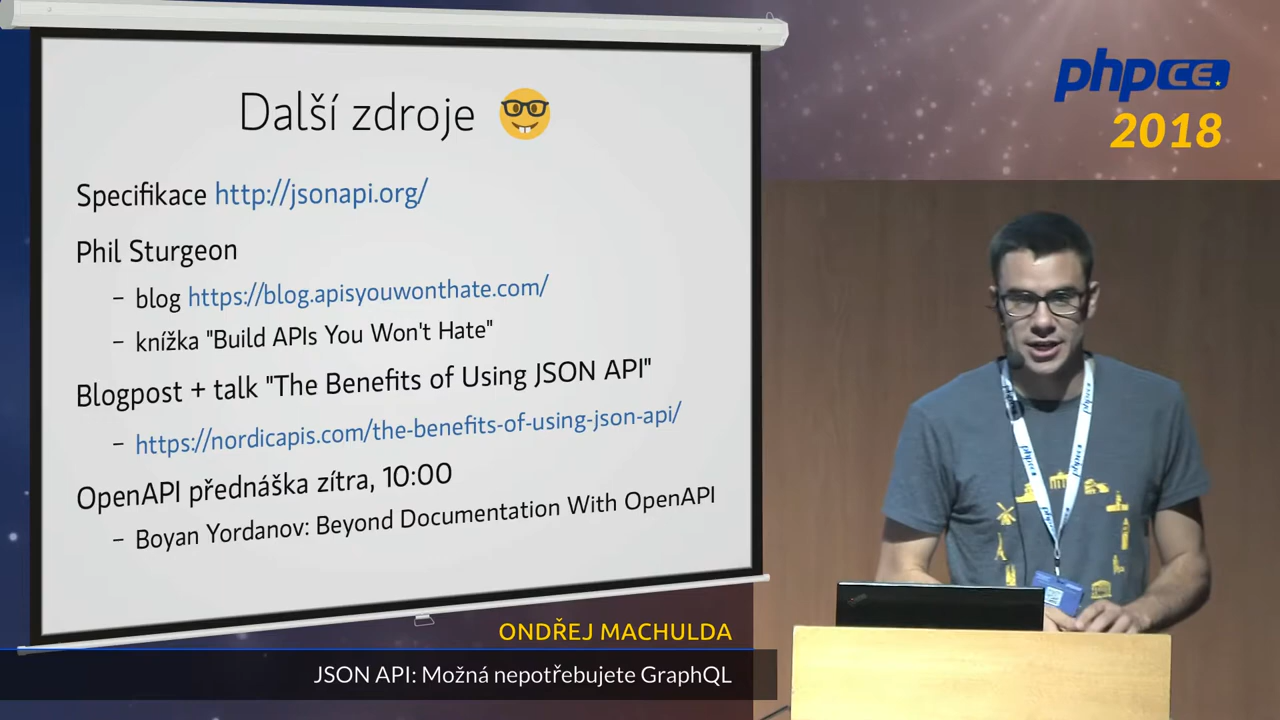 Další zdroje
Specifikace http://jsonapi.org/
Phil Sturgeon
– blog https://blog.apisyouwonthate.com/
– knížka "Build APIs You Won't Hate"
Blogpost + talk "The Benefits of Using JSON API"
– https://nordicapis.com/the-benefits-of-using-json-api/
OpenAPI přednáška zítra, 10:00
– Boyan Yordanov: Beyond Documentation With OpenAPI
ONDŘEJ MACHULDA
JSON API: Možná nepotřebujete GraphQL
phpCE
2018